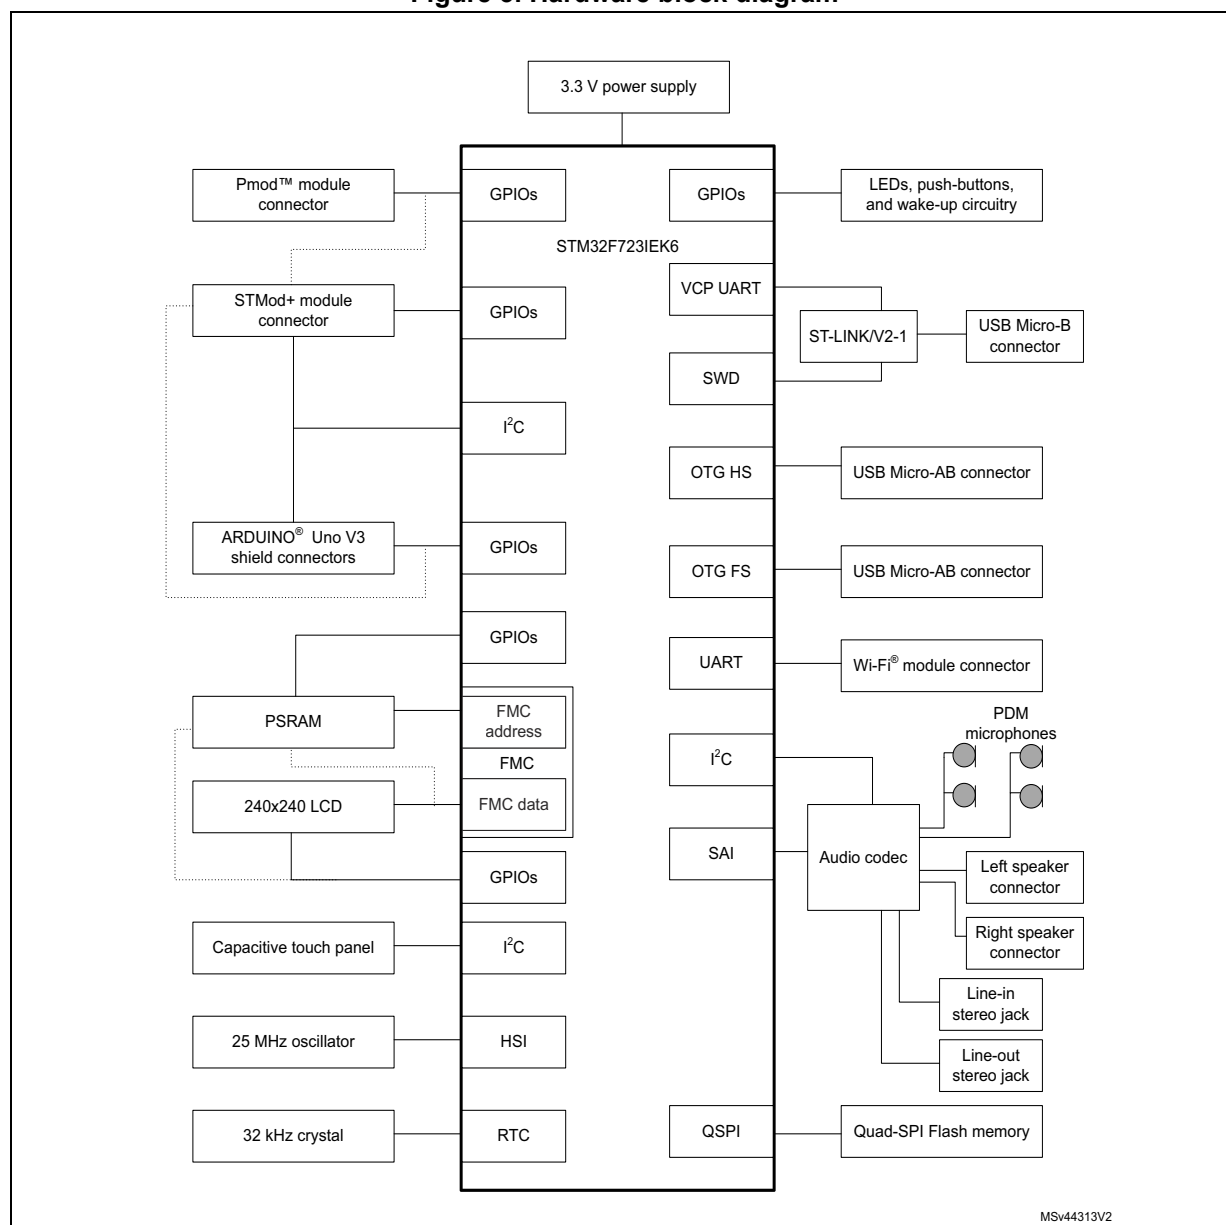 Figure 3. Hardware block diagram
3.3 V power supply
Pmod™ module
connector
GPIOs
GPIOs
LEDs, push-buttons,
and wake-up circuitry
STM32F723IEK6
STMod+ module
connector
GPIOs
VCP UART
ST-LINK/V2-1
USB Micro-B
connector
SWD
I²C
OTG HS
USB Micro-AB connector
ARDUINO® Uno V3
shield connectors
GPIOs
OTG FS
USB Micro-AB connector
GPIOs
UART
Wi-Fi® module connector
PSRAM
FMC
address
FMC
FMC data
240x240 LCD
GPIOs
I²C
PDM
microphones
SAI
Audio codec
Left speaker
connector
Right speaker
connector
Capacitive touch panel
I²C
Line-in
stereo jack
25 MHz oscillator
HSI
Line-out
stereo jack
32 kHz crystal
RTC
QSPI
Quad-SPI Flash memory
MSv44313V2